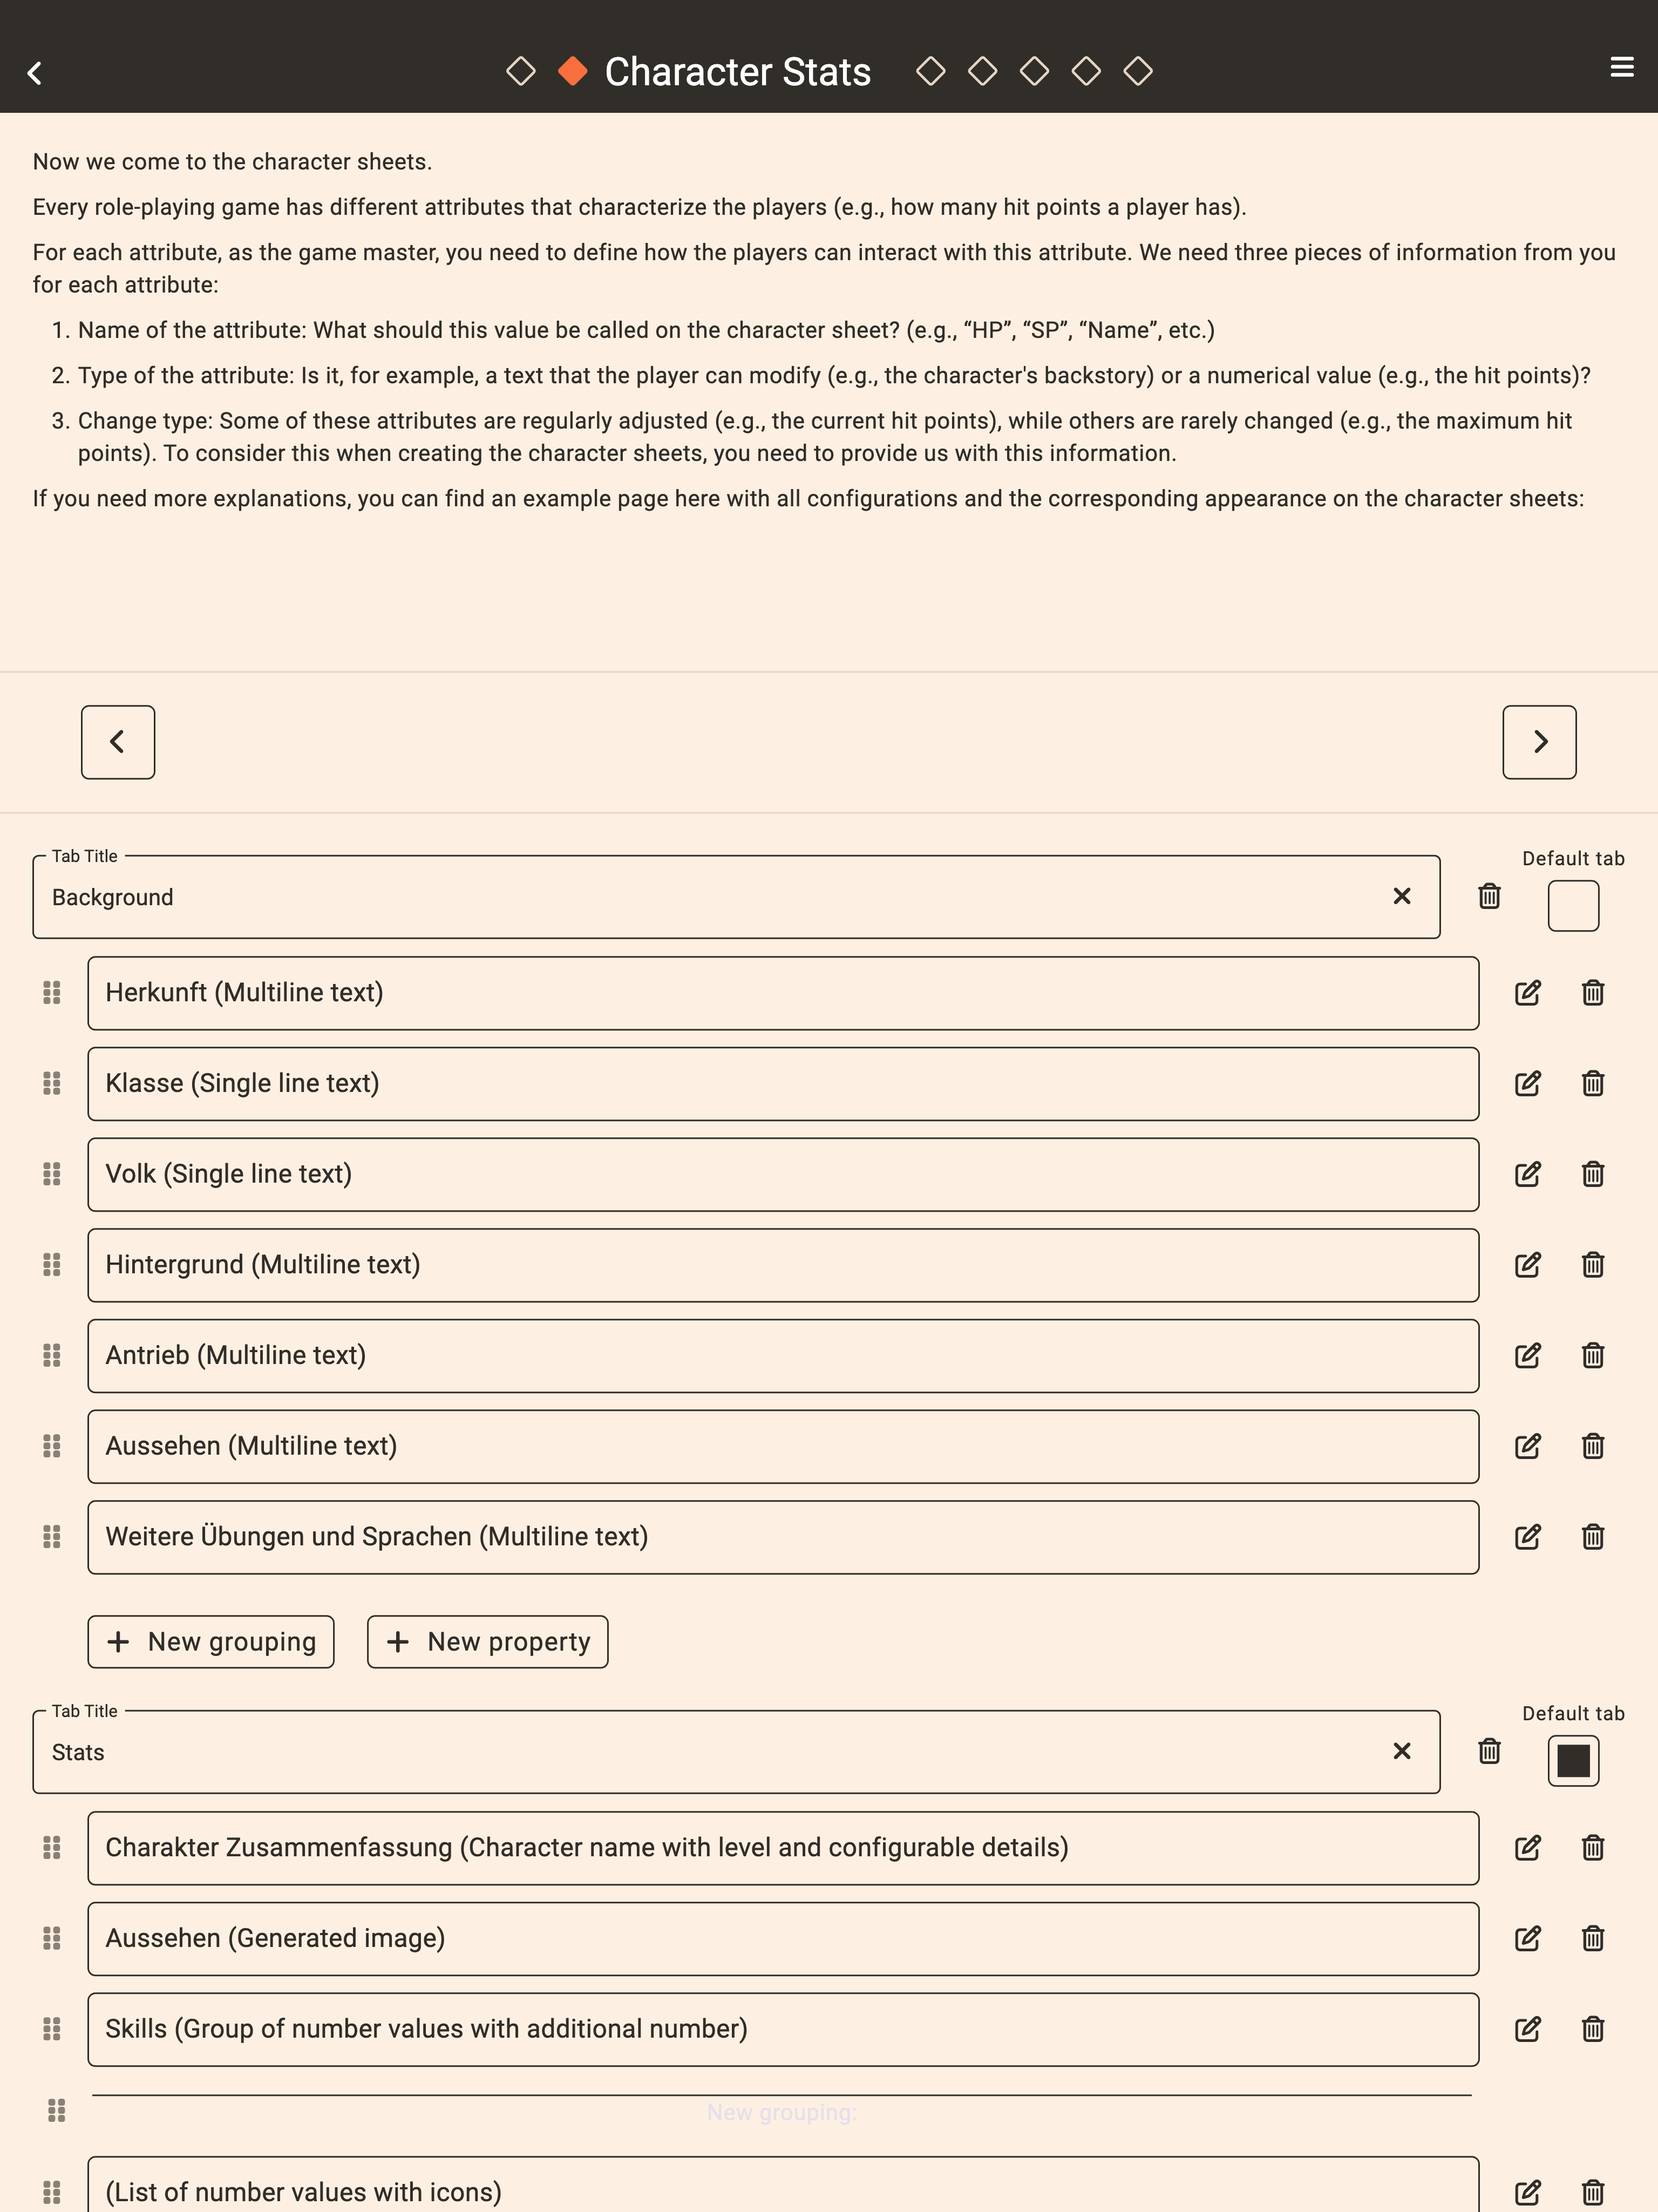 Character Stats
Now we come to the character sheets.
Every role-playing game has different attributes that characterize the players (e.g., how many hit points a player has).
For each attribute, as the game master, you need to define how the players can interact with this attribute. We need three pieces of information from you
for each attribute:
1. Name of the attribute: What should this value be called on the character sheet? (e.g., “HP”, “SP”, “Name”, etc.)
2. Type of the attribute: Is it, for example, a text that the player can modify (e.g., the character's backstory) or a numerical value (e.g., the hit points)?
3. Change type: Some of these attributes are regularly adjusted (e.g., the current hit points), while others are rarely changed (e.g., the maximum hit
points). To consider this when creating the character sheets, you need to provide us with this information.
If you need more explanations, you can find an example page here with all configurations and the corresponding appearance on the character sheets:
Tab Title
Default tab
Background
Herkunft (Multiline text)
Klasse (Single line text)
Volk (Single line text)
Hintergrund (Multiline text)
Antrieb (Multiline text)
Aussehen (Multiline text)
Weitere Übungen und Sprachen (Multiline text)
New grouping
New property
Tab Title
Default tab
Stats
Charakter Zusammenfassung (Character name with level and configurable details)
Aussehen (Generated image)
Skills (Group of number values with additional number)
New grouping:
(List of number values with icons)